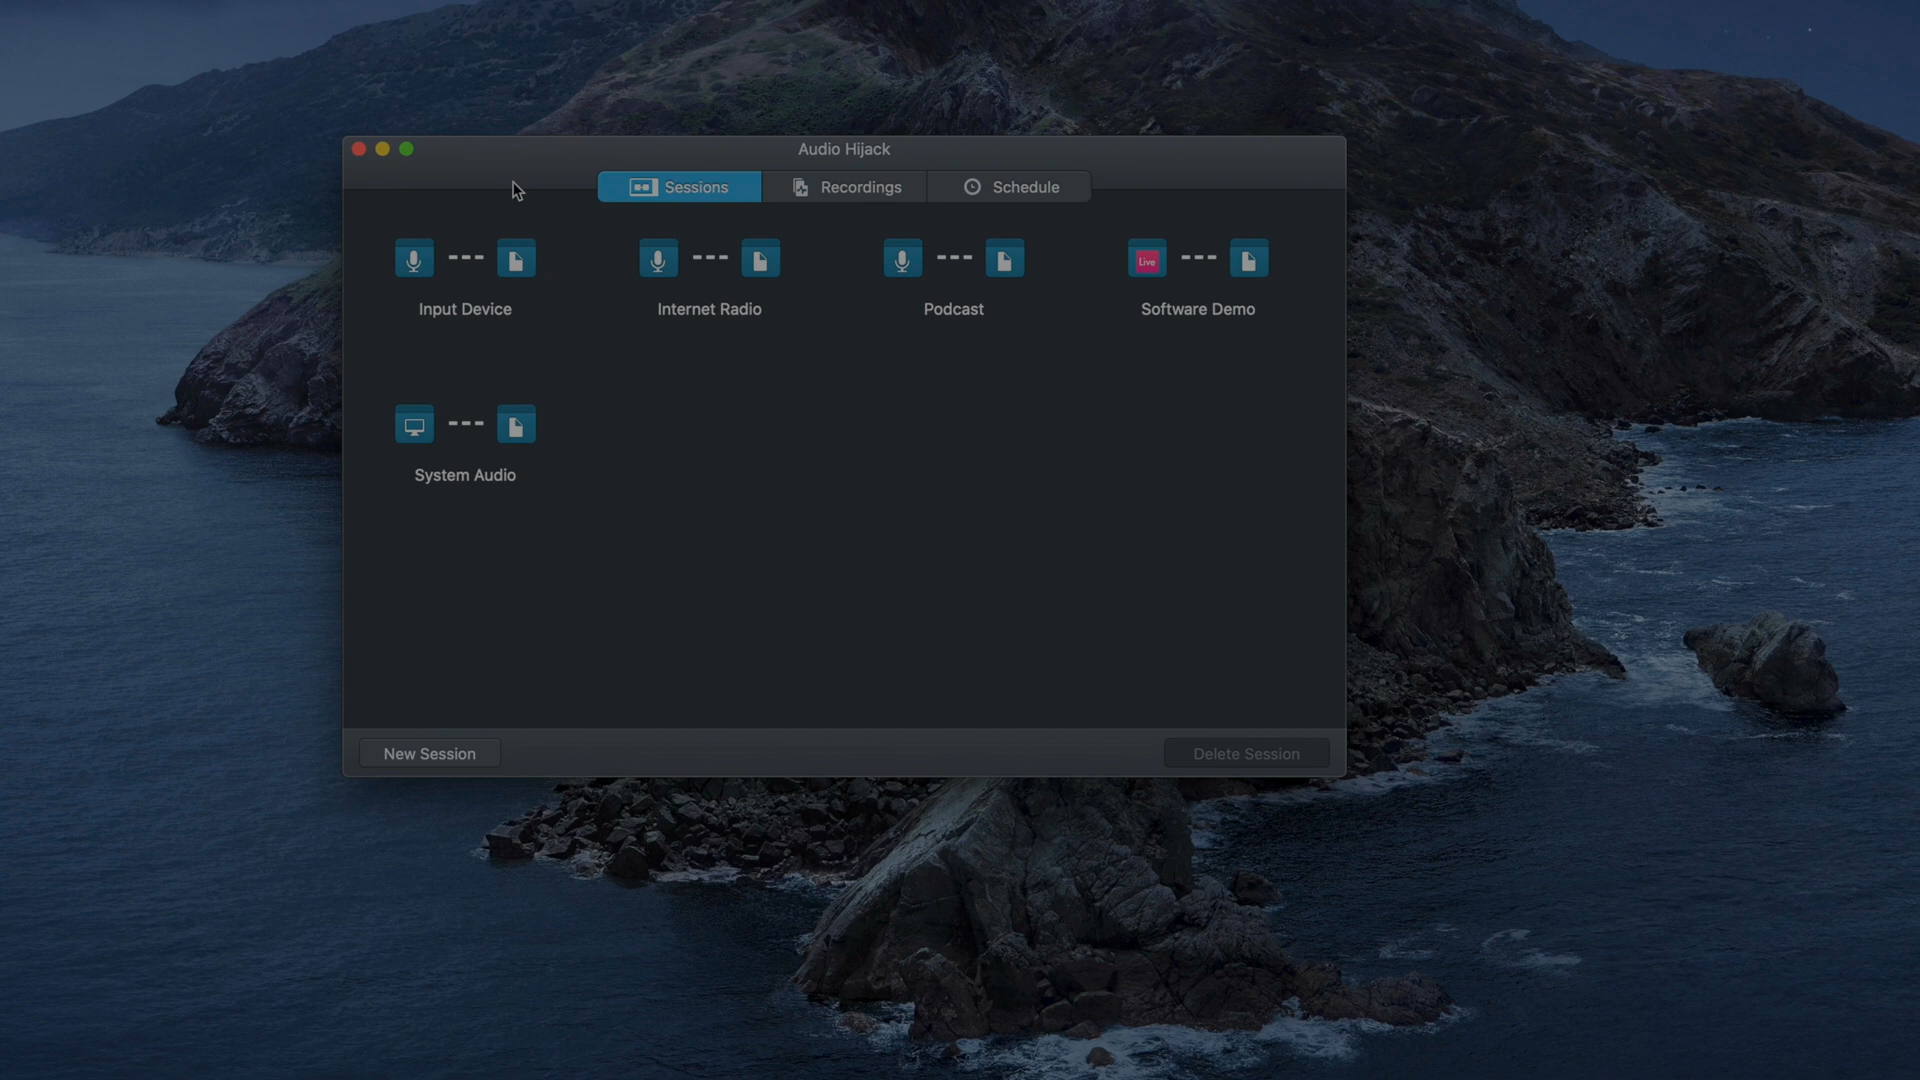 Audio Hijack
Sessions
Recordings
Schedule
Input Device
Internet Radio
Podcast
Live
Software Demo
System Audio
New Session
Delete Session